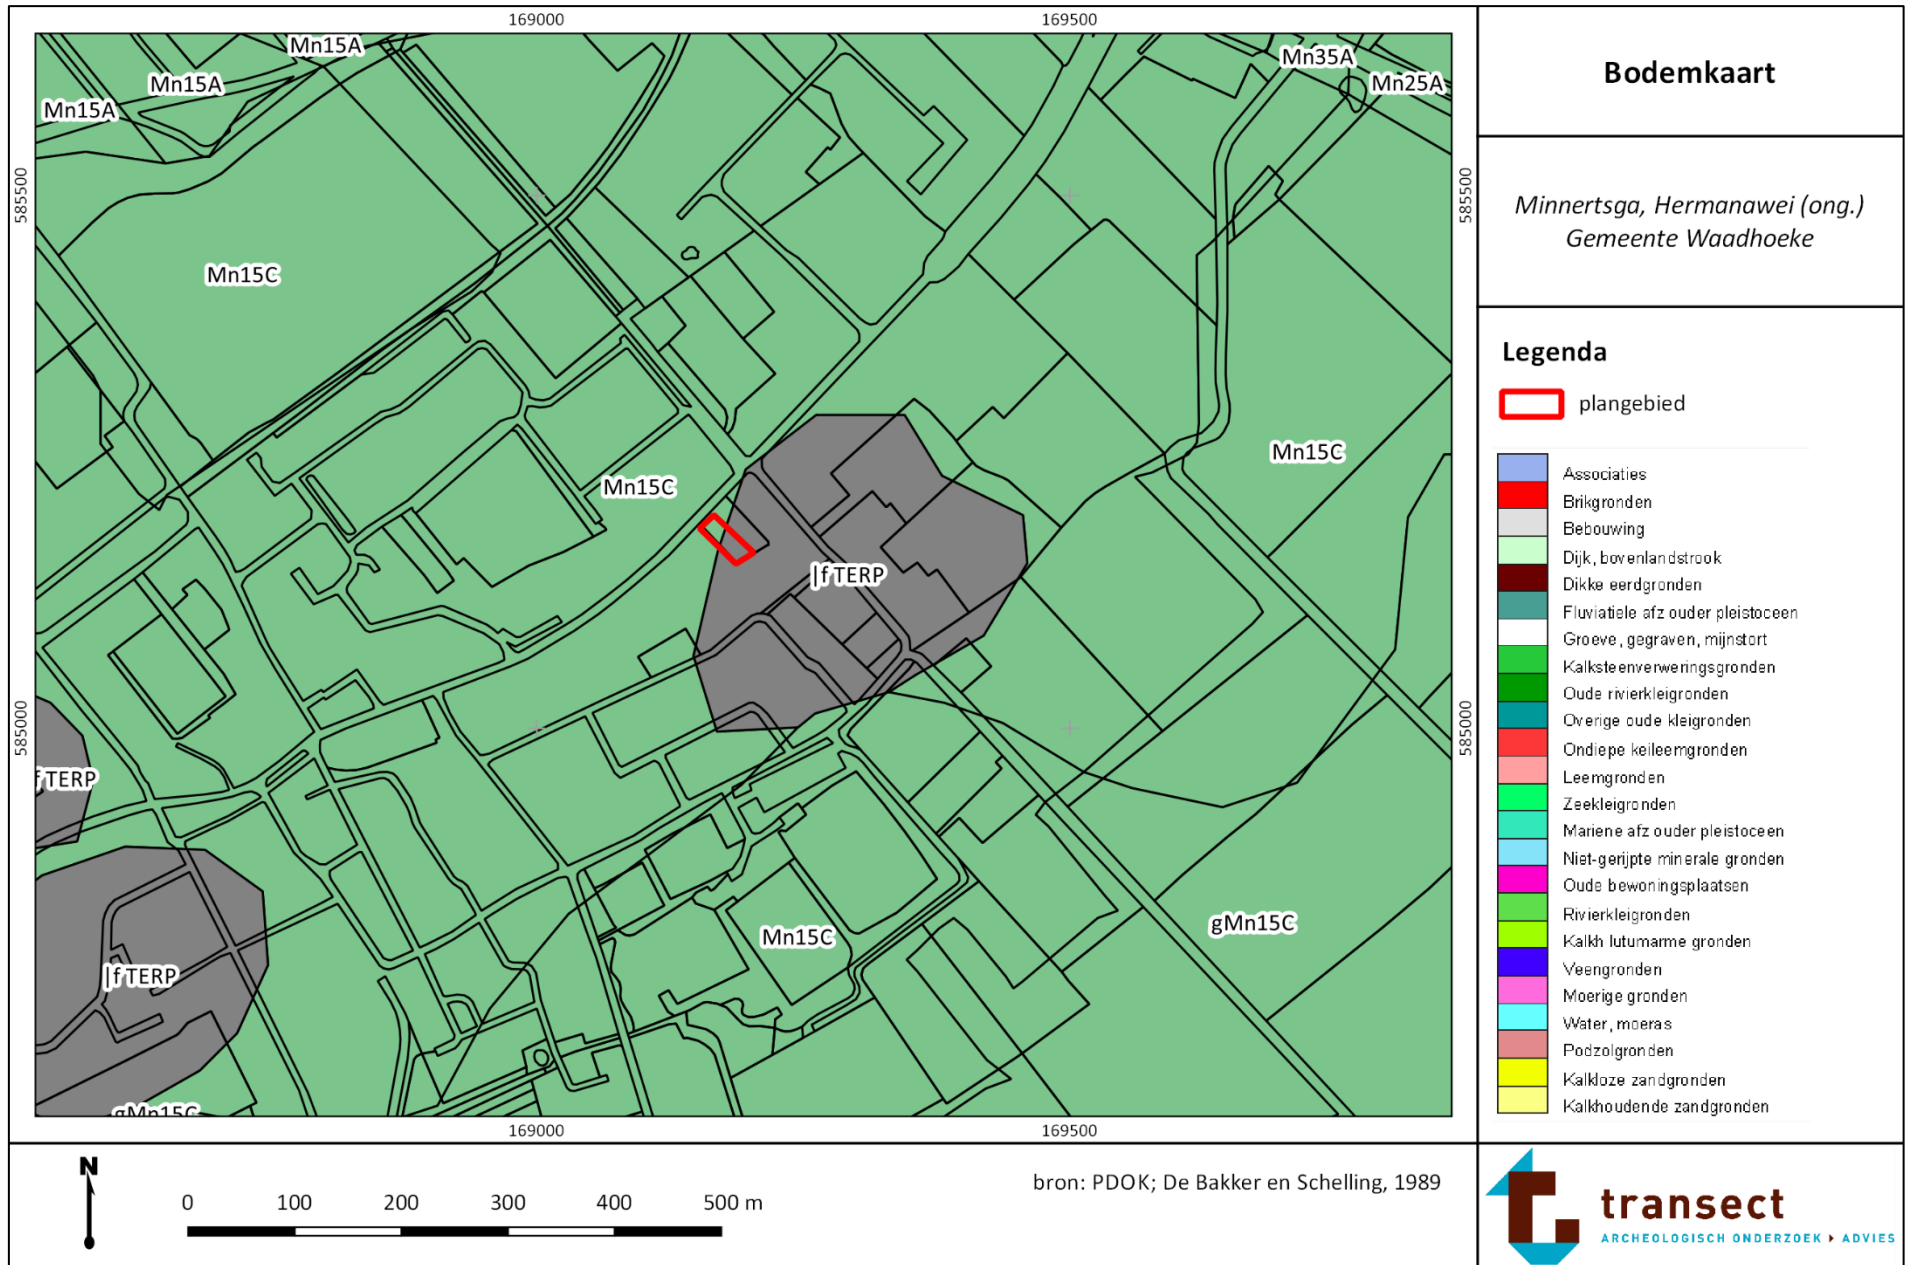 169000
169500
585500
585000
585500
585000
169000
169500
Mn15A
Mn15A
Mn15A
Mn35A
Mn25A
Mn15C
Mn15C
Mn15C
|f TERP
f TERP
|f TERP
Mn15C
gMn15C
gMn15C
Bodemkaart
Minnertsga, Hermanawei (ong.)
Gemeente Waadhoeke
Legenda
plangebied
Associaties
Brikgronden
Bebouwing
Dijk, bovenlandstrook
Dikke eerdgronden
Fluviatiele afz ouder pleistoceen
Groeve, gegraven, mijnstort
Kalksteenverweringsgronden
Oude rivierkleigronden
Overige oude kleigronden
Ondiepe keileemgronden
Leemgronden
Zeekleigronden
Mariene afz ouder pleistoceen
Niet-gerijpte minerale gronden
Oude bewoningsplaatsen
Rivierkleigronden
Kalkh lutumarme gronden
Veengronden
Moerige gronden
Water, moeras
Podzolgronden
Kalkloze zandgronden
Kalkhoudende zandgronden
N
0 100 200 300 400 500 m
bron: PDOK; De Bakker en Schelling, 1989
transect
ARCHEOLOGISCH ONDERZOEK ▸ ADVIES